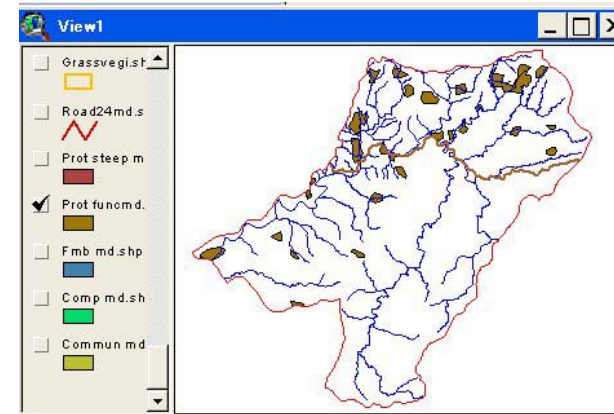 View1
Grassvegi.sh
Road24md.s
Prot steep m
Prot funcmd.
Fmb md.shp
Comp md.sh
Commun md